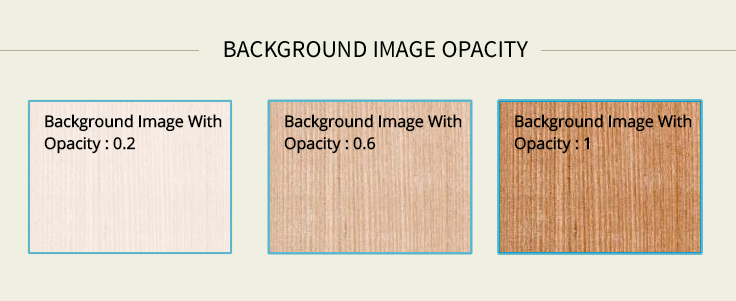 BACKGROUND IMAGE OPACITY
Background Image With
Opacity : 0.2
Background Image With
Opacity : 0.6
Background Image With
Opacity : 1